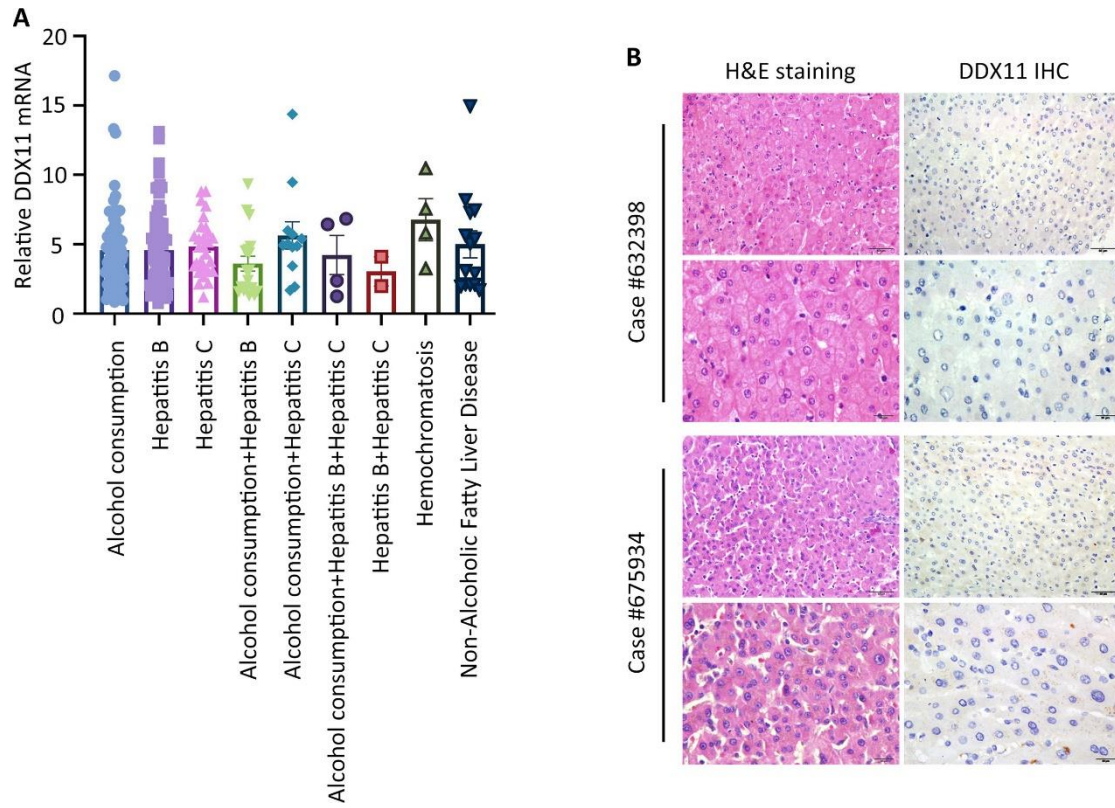 A
Relative DDX11 mRNA
20
15
10
5
0
Alcohol consumption
Hepatitis B
Hepatitis C
Alcohol consumption+Hepatitis B
Alcohol consumption+Hepatitis C
Alcohol consumption+Hepatitis B+Hepatitis C
Hepatitis B+Hepatitis C
Hemochromatosis
Non-Alcoholic Fatty Liver Disease
B
H&E staining
DDX11 IHC
Case #632398
Case #675934